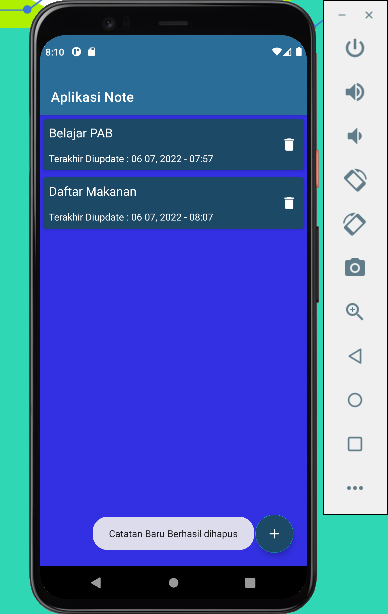 8:10
Aplikasi Note
Belajar PAB
Terakhir Diupdate : 06 07, 2022 - 07:57
Daftar Makanan
Terakhir Diupdate : 06 07, 2022 - 08:07
Catatan Baru Berhasil dihapus